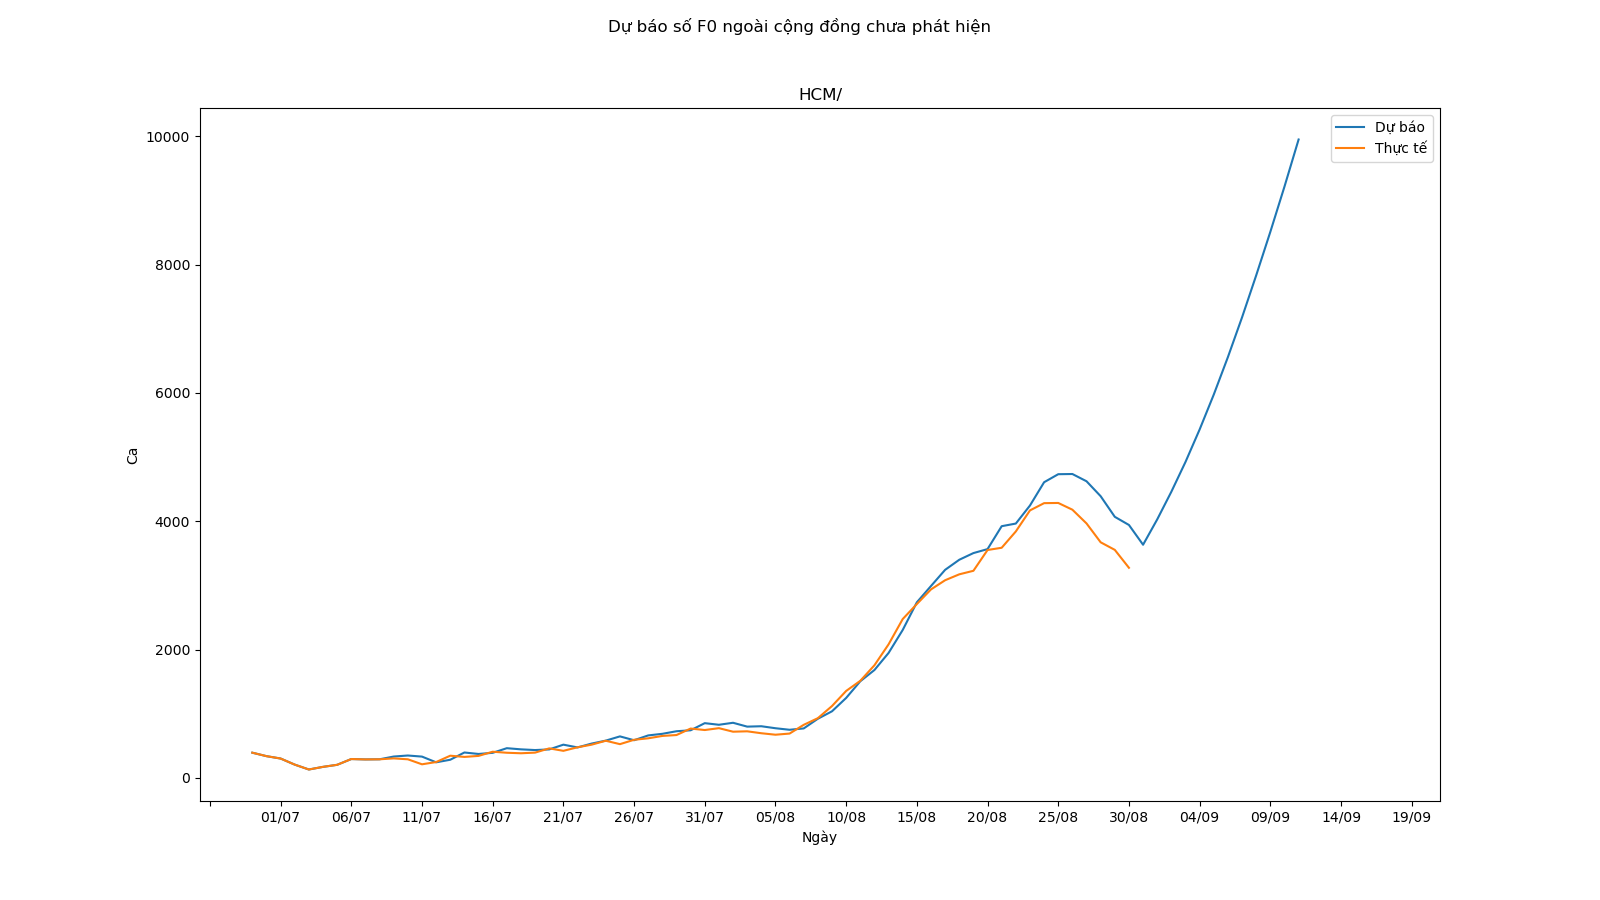 Dự báo số F0 ngoài cộng đồng chưa phát hiện
HCM/
Dự báo
Thực tế
10000
8000
6000
4000
2000
0
Ca
01/07 06/07 11/07 16/07 21/07 26/07 31/07 05/08 10/08 15/08 20/08 25/08 30/08 04/09 09/09 14/09 19/09
Ngày